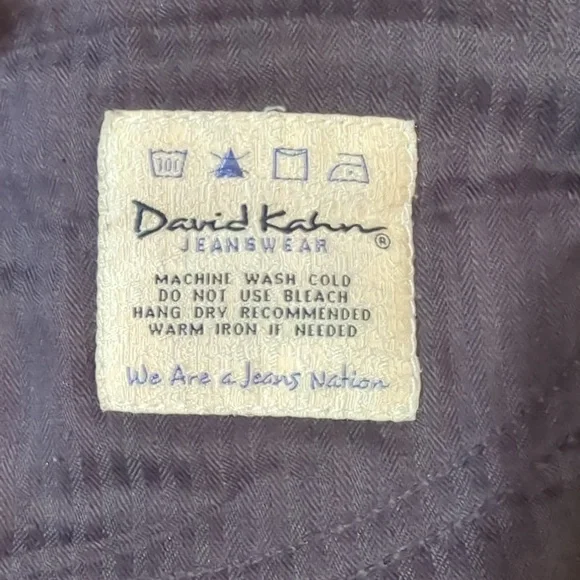 David Kahn ®
JEANSWEAR
MACHINE WASH COLD
DO NOT USE BLEACH
HANG DRY RECOMMENDED
WARM IRON IF NEEDED
We Are a Jeans Nation